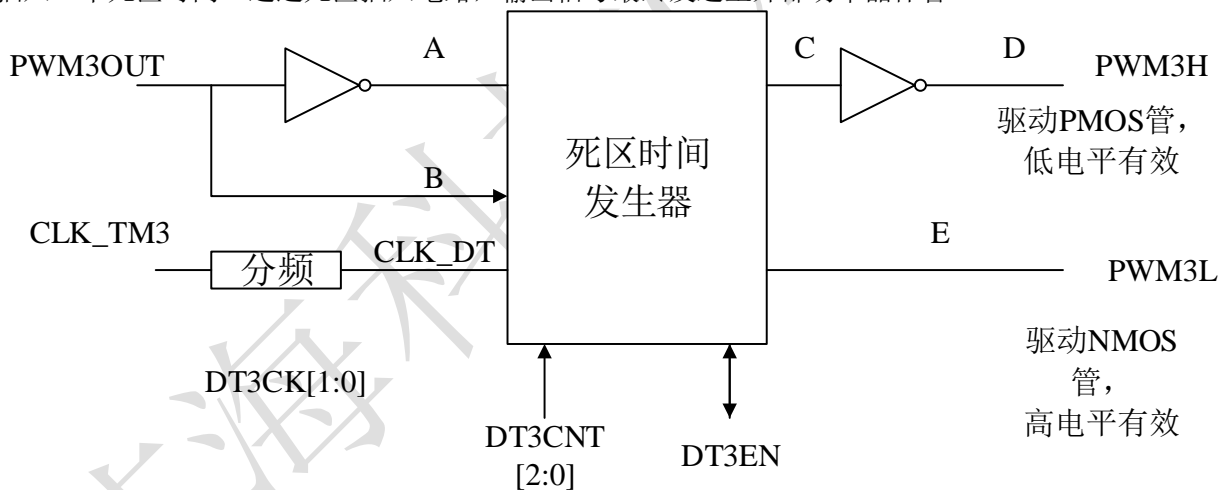 A
C
D
PWM3OUT
PWM3H
驱动PMOS管,
低电平有效
死区时间
发生器
B
CLK_TM3
分频
CLK_DT
E
PWM3L
驱动NMOS
管,
高电平有效
DT3CK[1:0]
DT3CNT
[2:0]
DT3EN